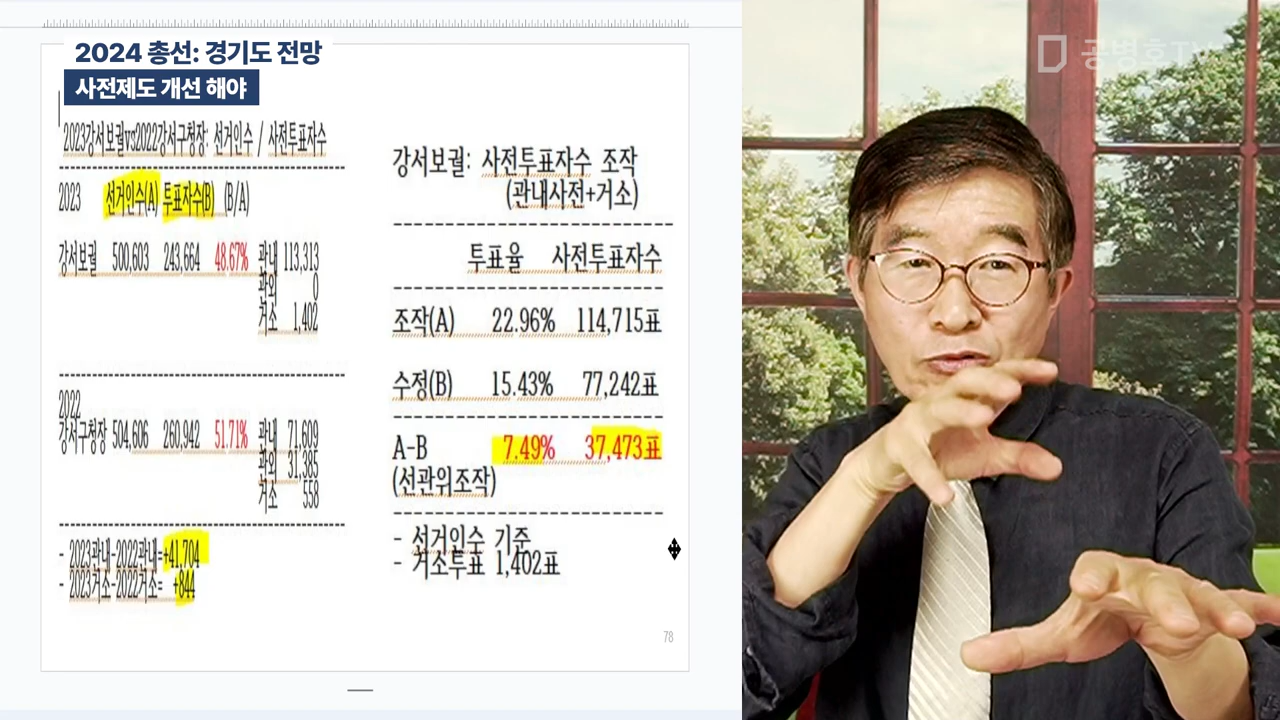 2024 총선: 경기도 전망
사전제도 개선 해야
공병호TV
2023강서보궐vs2022강서구청장: 선거인수 / 사전투표자수
2023 선거인수(A) 투표자수(B) (B/A)
강서보궐 500,603 243,664 48.67% 관내 113,313
관외 0
거소 1,402
2022
강서구청장 504,606 260,942 51.71% 관내 71,609
관외 31,385
거소 558
- 2023관내-2022관내=+41,704
- 2023거소-2022거소= +844
강서보궐: 사전투표자수 조작
(관내사전+거소)
투표율 사전투표자수
조작(A) 22.96% 114,715표
수정(B) 15.43% 77,242표
A-B 7.49% 37,473표
(선관위조작)
- 선거인수 기준
- 거소투표 1,402표
78